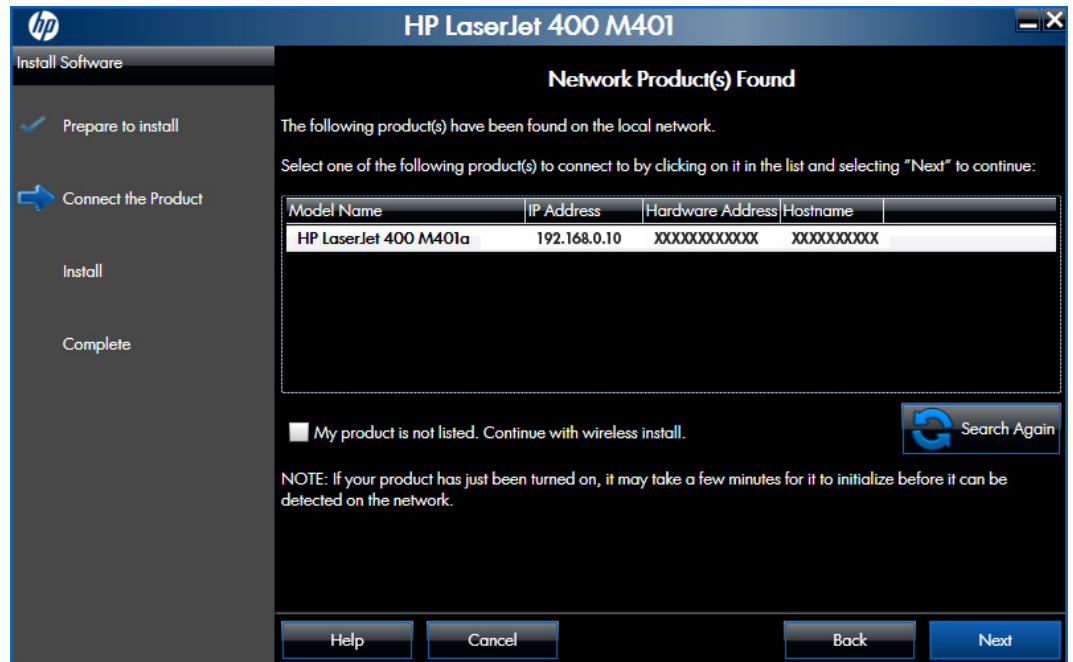 hp
HP LaserJet 400 M401
Install Software
Prepare to install
Connect the Product
Install
Complete
Network Product(s) Found
The following product(s) have been found on the local network.
Select one of the following product(s) to connect to by clicking on it in the list and selecting "Next" to continue:
Model Name IP Address Hardware Address Hostname
HP LaserJet 400 M401a 192.168.0.10 XXXXXXXXXXXX XXXXXXXXXX
My product is not listed. Continue with wireless install.
Search Again
NOTE: If your product has just been turned on, it may take a few minutes for it to initialize before it can be
detected on the network.
Help Cancel Back Next